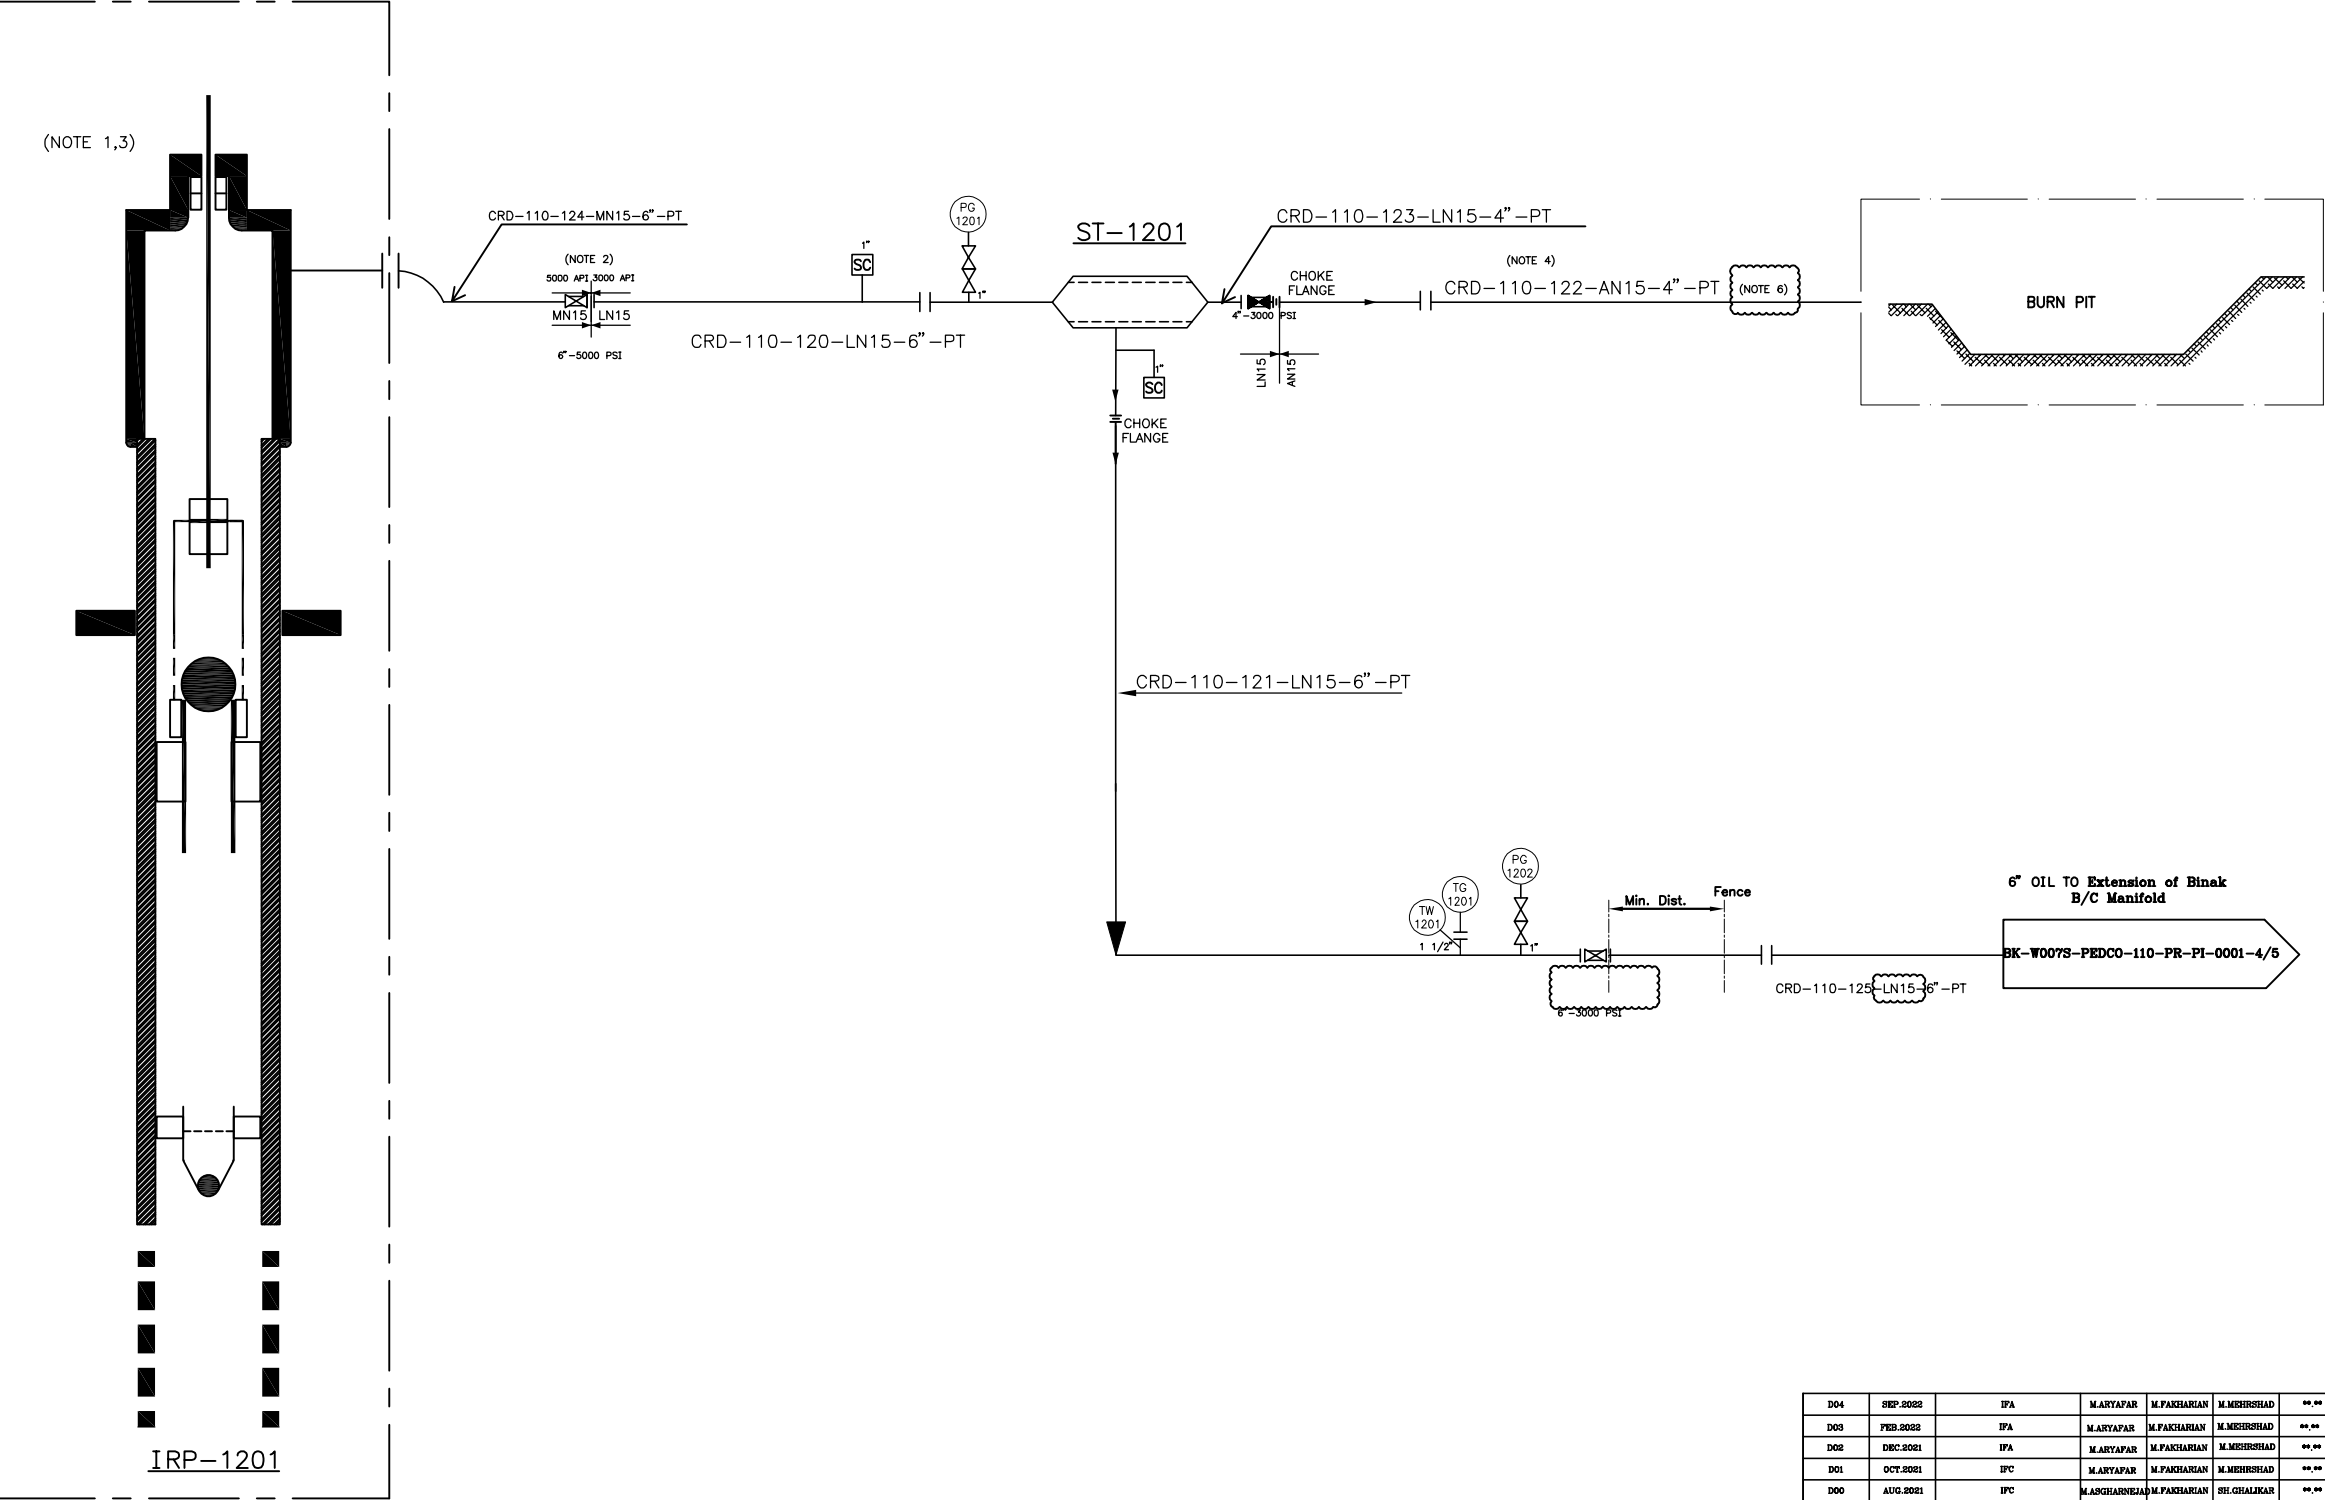 (NOTE 1,3)
CRD-110-124-MN15-6"-PT
(NOTE 2)
5000 API 3000 API
MN15 LN15
6"-5000 PSI
1"
SC
PG
1201
1"
CRD-110-120-LN15-6"-PT
ST-1201
CRD-110-123-LN15-4"-PT
CHOKE
FLANGE
4"-3000 PSI
LN15
AN15
(NOTE 4)
CRD-110-122-AN15-4"-PT
(NOTE 6)
BURN PIT
1"
SC
CHOKE
FLANGE
CRD-110-121-LN15-6"-PT
TW
1201
TG
1201
1 1/2"
PG
1202
1"
Min. Dist.
Fence
6"-3000 PSI
CRD-110-125-LN15-6"-PT
6" OIL TO Extension of Binak
B/C Manifold
BK-W007S-PEDCO-110-PR-PI-0001-4/5
IRP-1201
D04 SEP.2022 IFA M.ARYAFAR M.FAKHARIAN M.MEHRSHAD **.**
D03 FEB.2022 IFA M.ARYAFAR M.FAKHARIAN M.MEHRSHAD **.**
D02 DEC.2021 IFA M.ARYAFAR M.FAKHARIAN M.MEHRSHAD **.**
D01 OCT.2021 IFC M.ARYAFAR M.FAKHARIAN M.MEHRSHAD **.**
D00 AUG.2021 IFC M.ASGHARNEJAD M.FAKHARIAN SH.GHALIKAR **.**